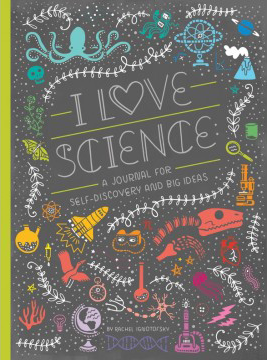 I LOVE
SCIENCE
A JOURNAL FOR
SELF-DISCOVERY AND BIG IDEAS
BY RACHEL IGNOTOFSKY